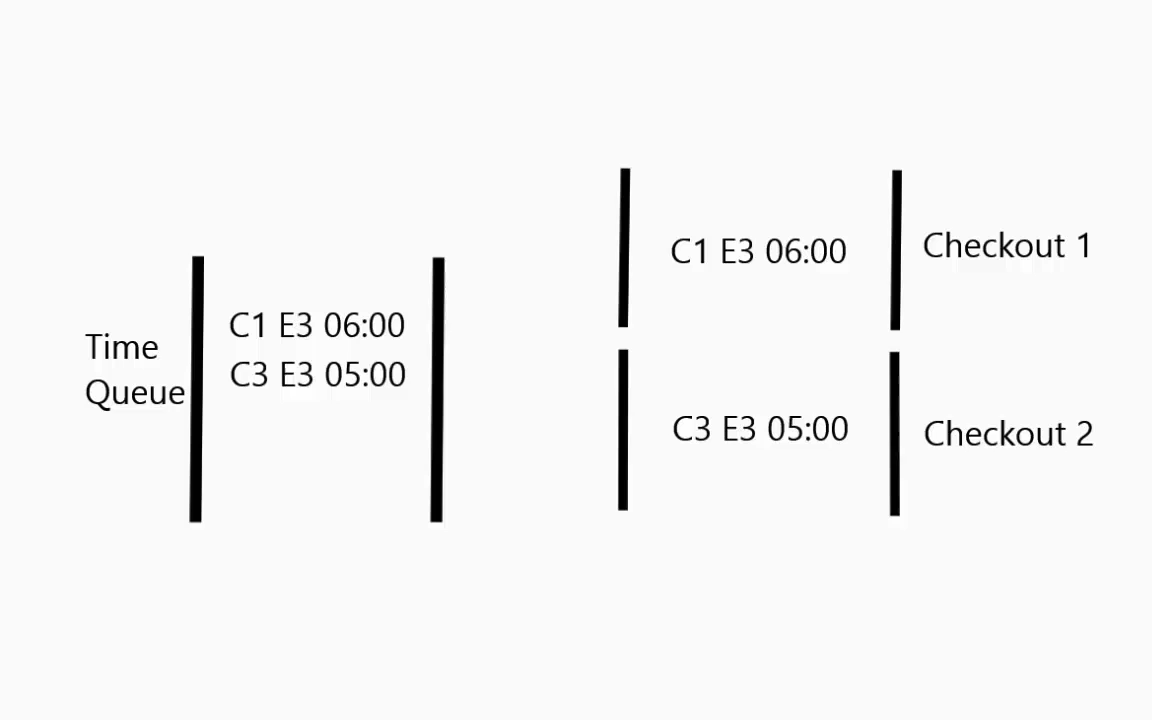 Time
Queue
C1 E3 06:00
C3 E3 05:00
C1 E3 06:00
Checkout 1
C3 E3 05:00
Checkout 2